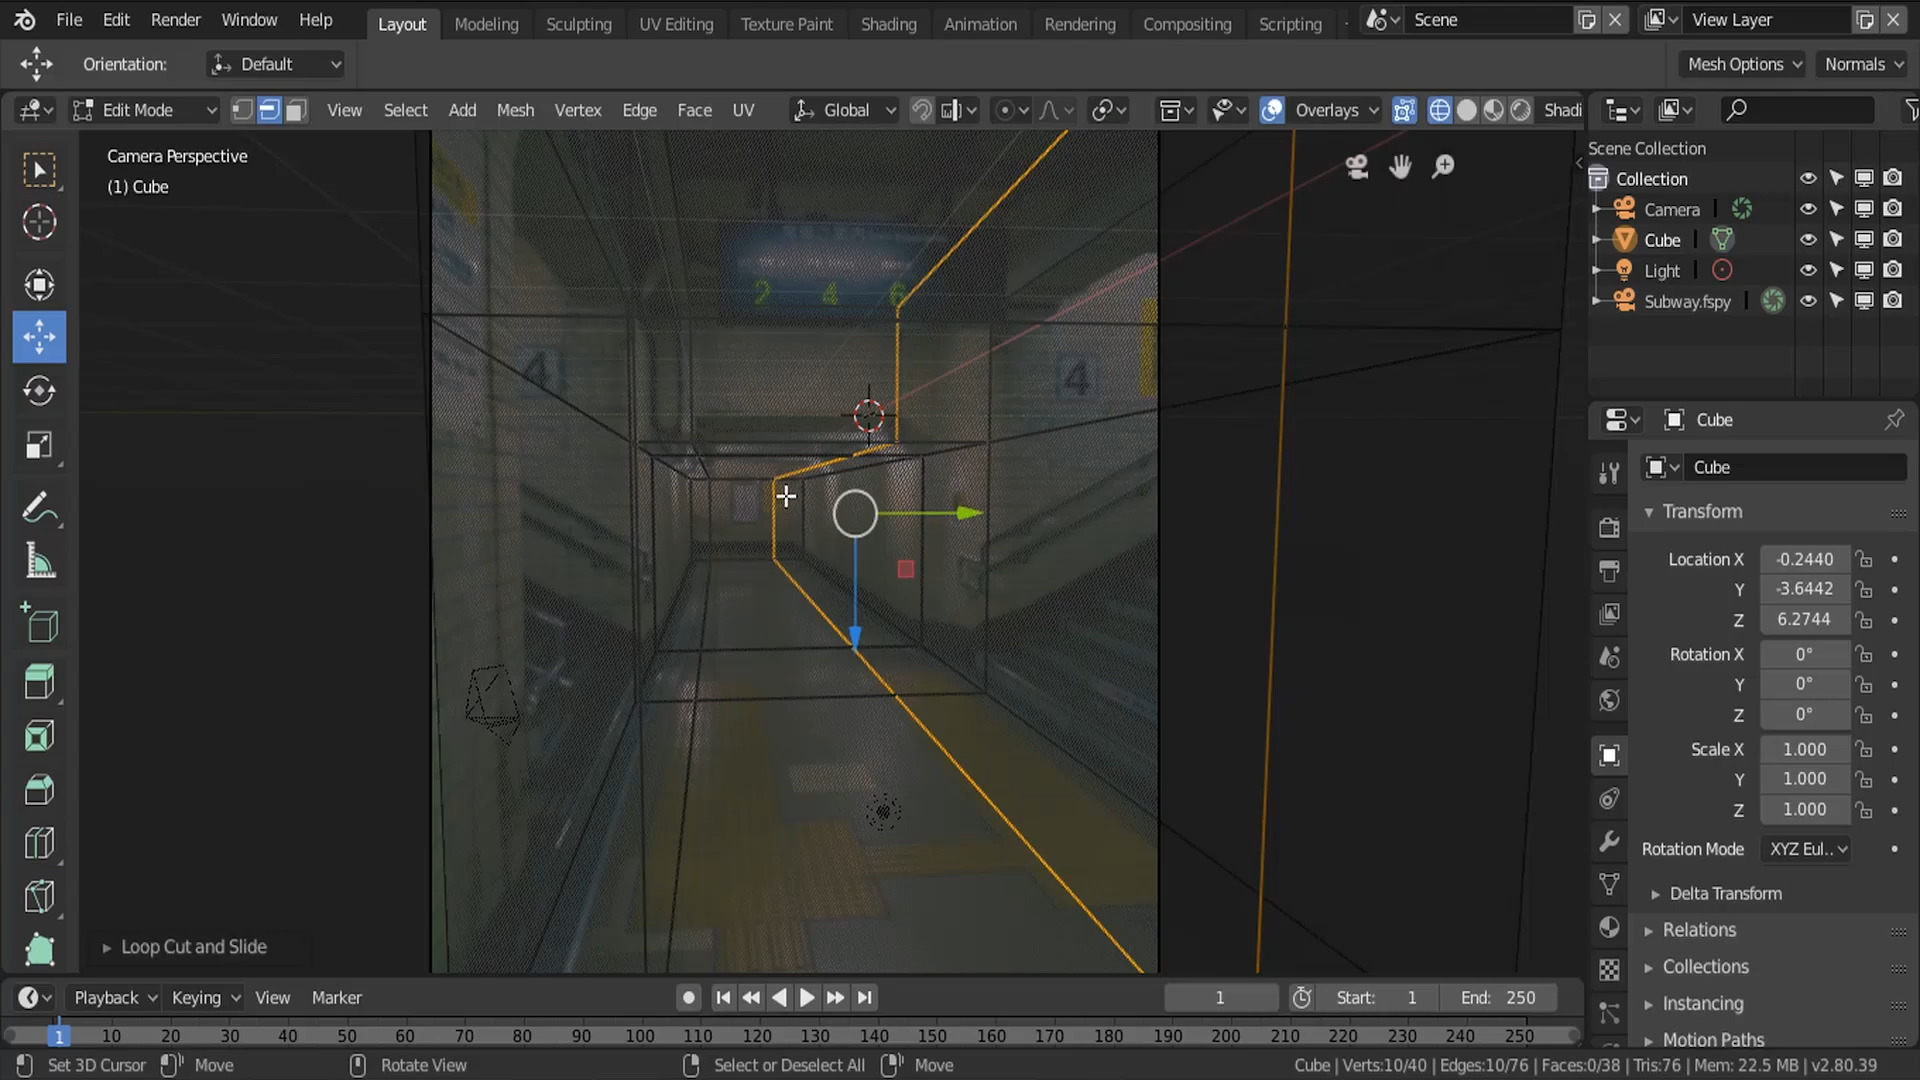 File Edit Render Window Help Layout Modeling Sculpting UV Editing Texture Paint Shading Animation Rendering Compositing Scripting Scene View Layer
Orientation: Default Mesh Options Normals
Edit Mode View Select Add Mesh Vertex Edge Face UV Global Overlays Shadi
Camera Perspective
(1) Cube
2 4 6
4 4
Loop Cut and Slide
Scene Collection
Collection
Camera
Cube
Light
Subway.fspy
Cube
Cube
Transform
Location X -0.2440
Y -3.6442
Z 6.2744
Rotation X 0°
Y 0°
Z 0°
Scale X 1.000
Y 1.000
Z 1.000
Rotation Mode XYZ Eul..
Delta Transform
Relations
Collections
Instancing
Motion Paths
Playback Keying View Marker 1 Start: 1 End: 250
1 10 20 30 40 50 60 70 80 90 100 110 120 130 140 150 160 170 180 190 200 210 220 230 240 250
Set 3D Cursor Move Rotate View Select or Deselect All Move Cube | Verts:10/40 | Edges:10/76 | Faces:0/38 | Tris:76 | Mem: 22.5 MB | v2.80.39